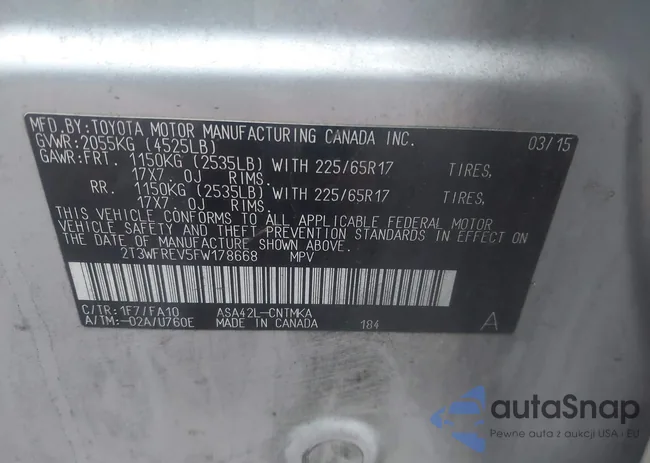 MFD.BY:TOYOTA MOTOR MANUFACTURING CANADA INC. 03/15
GVWR:2055KG (4525LB)
GAWR:FRT. 1150KG (2535LB) WITH 225/65R17 TIRES,
17X7.0J RIMS.
RR. 1150KG (2535LB) WITH 225/65R17 TIRES,
17X7.0J RIMS.
THIS VEHICLE CONFORMS TO ALL APPLICABLE FEDERAL MOTOR
VEHICLE SAFETY AND THEFT PREVENTION STANDARDS IN EFFECT ON
THE DATE OF MANUFACTURE SHOWN ABOVE.
2T3WFREV5FW178668 MPV
C/TR:1F7/FA10 ASA42L-CNTMKA
A/TM:-02A/U760E MADE IN CANADA 184 A
autaSnap
Pewne auta z aukcji USA · EU